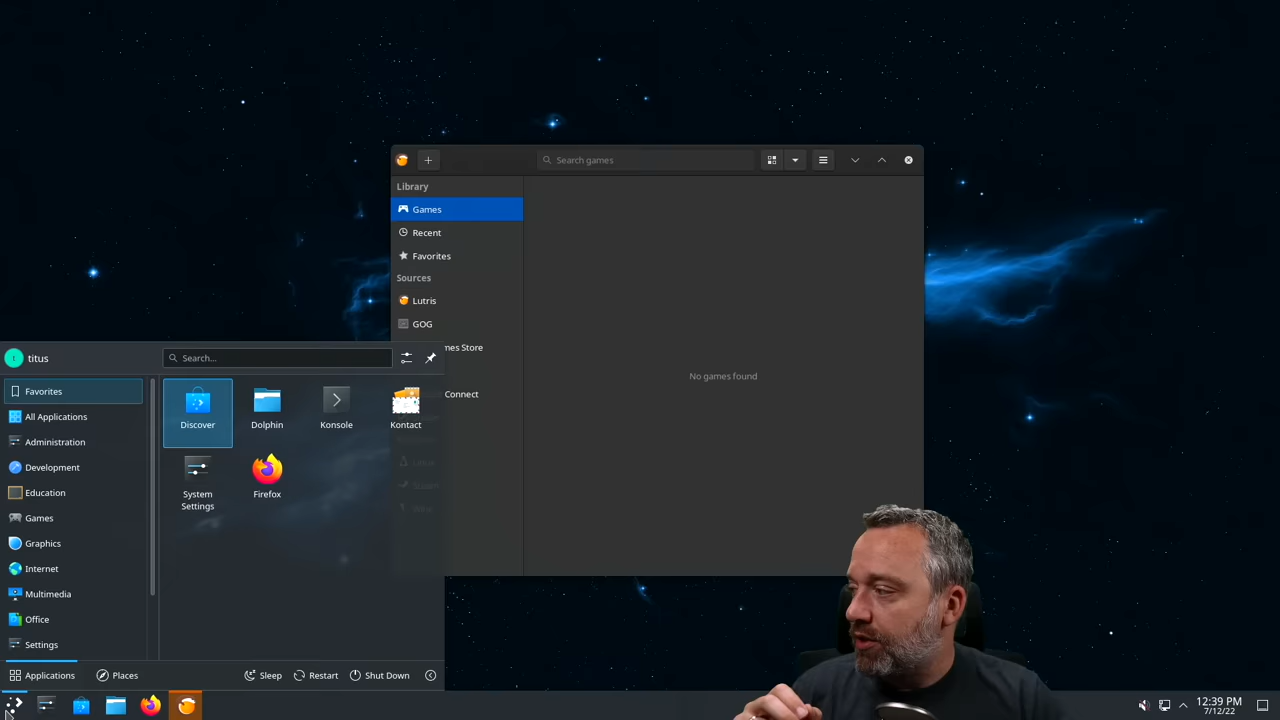 Search games
Library
Games
Recent
Favorites
Sources
Lutris
GOG
mes Store
Connect
No games found
titus
Search...
Favorites
All Applications
Administration
Development
Education
Games
Graphics
Internet
Multimedia
Office
Settings
Discover
Dolphin
Konsole
Kontact
System
Settings
Firefox
Applications
Places
Sleep
Restart
Shut Down
12:39 PM
7/12/22